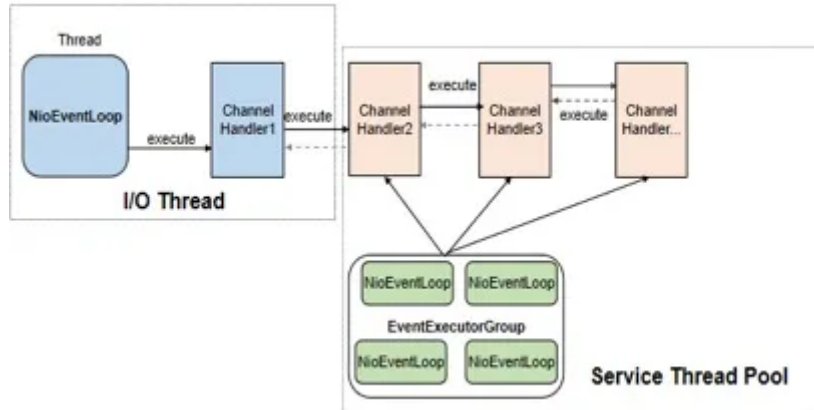 Thread
NioEventLoop
execute
Channel
Handler1
execute
I/O Thread
Channel
Handler2
execute
Channel
Handler3
execute
Channel
Handler...
NioEventLoop
NioEventLoop
EventExecutorGroup
NioEventLoop
NioEventLoop
Service Thread Pool